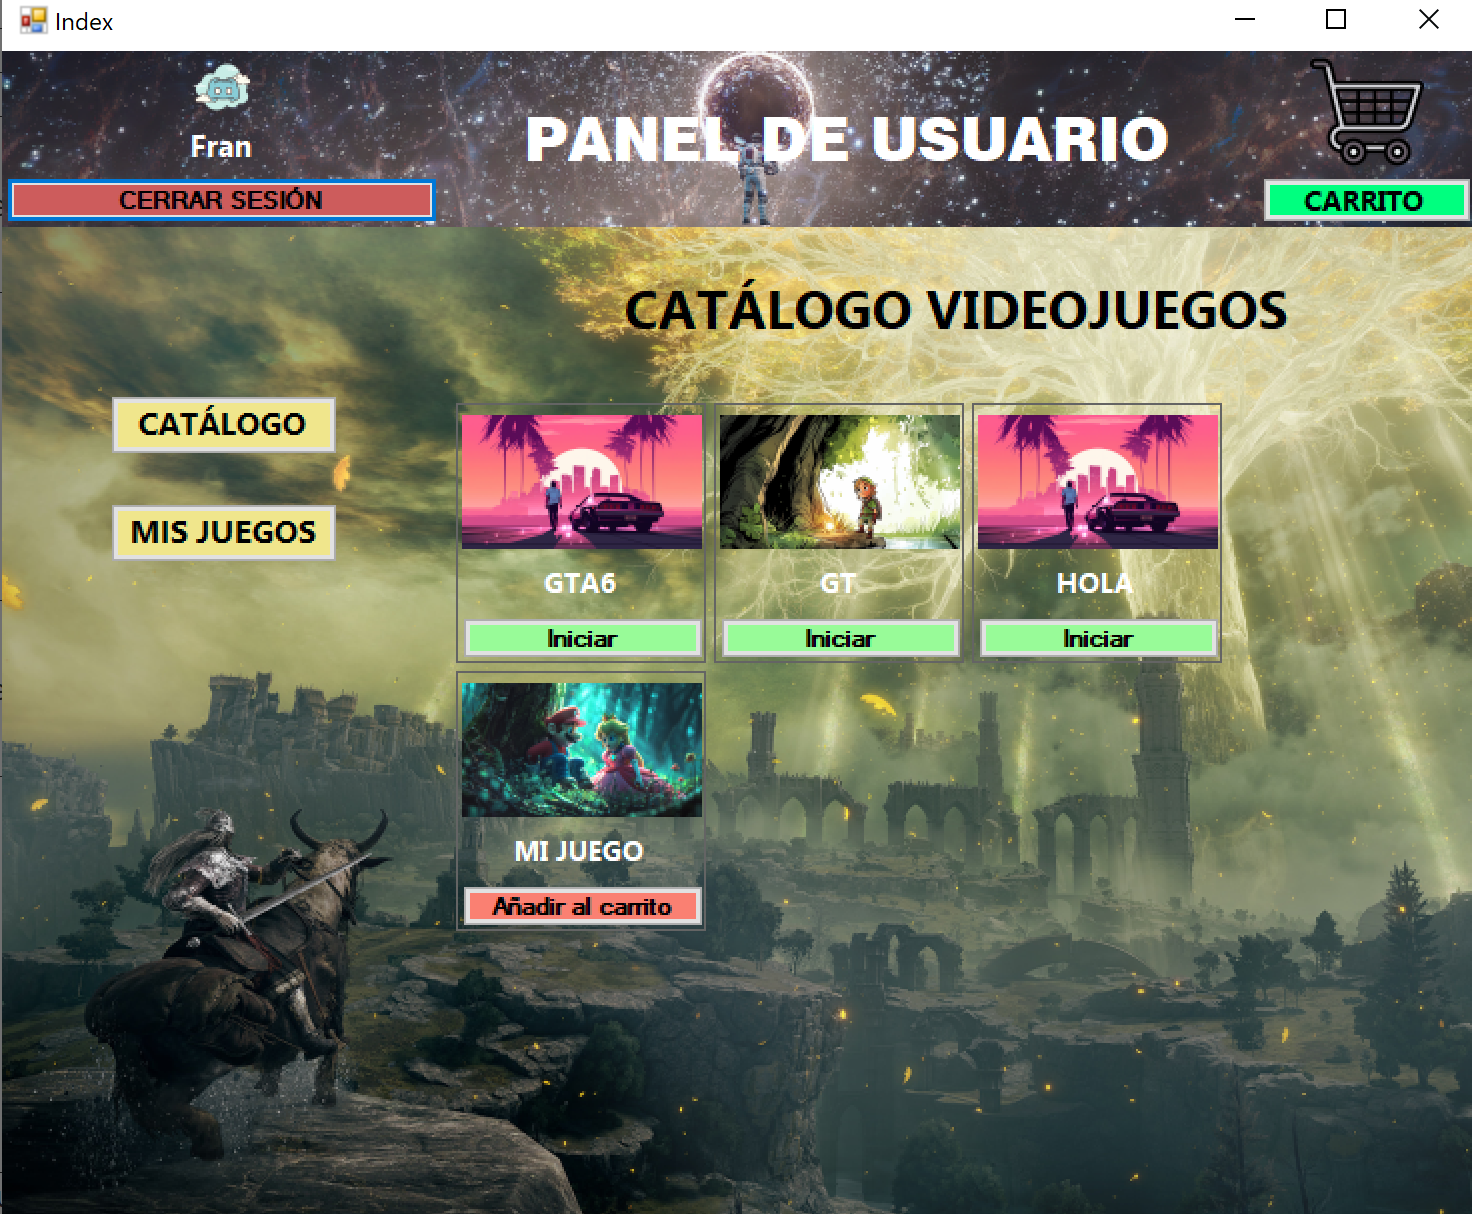 Index
Fran
PANEL DE USUARIO
CERRAR SESIÓN
CARRITO
CATÁLOGO VIDEOJUEGOS
CATÁLOGO
MIS JUEGOS
GTA6
GT
HOLA
Iniciar
Iniciar
Iniciar
MI JUEGO
Añadir al carrito